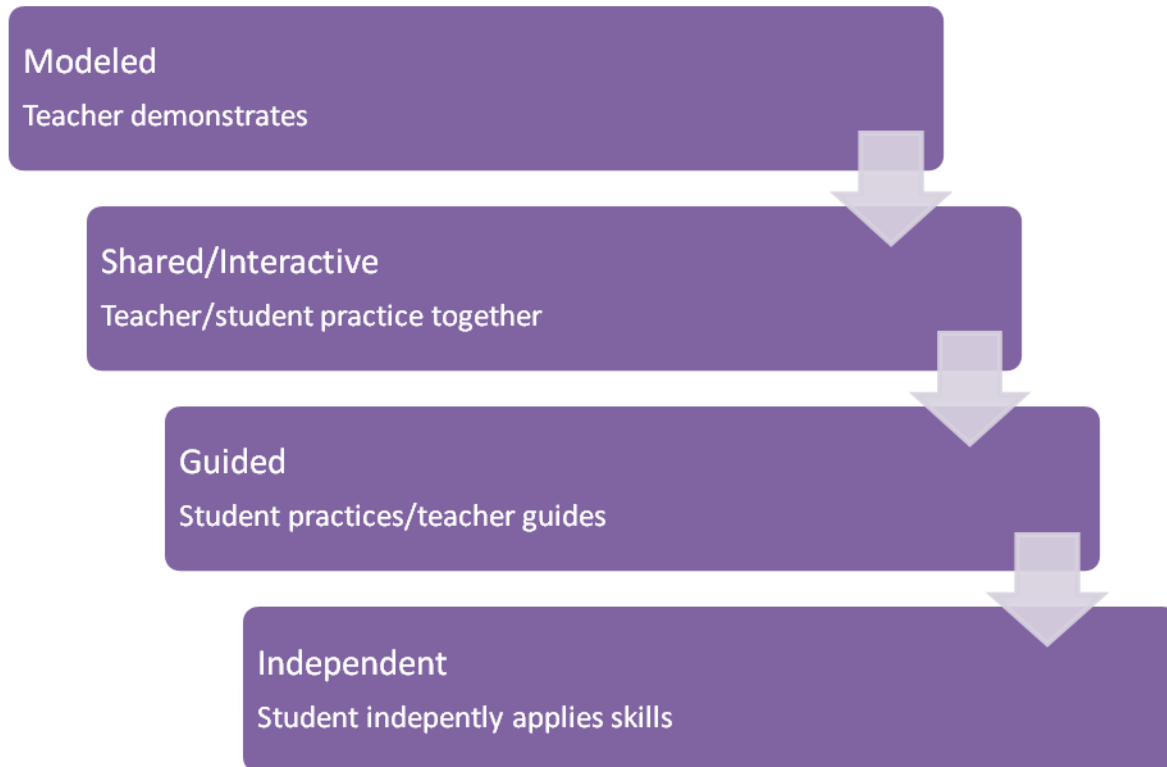 Modeled
Teacher demonstrates
Shared/Interactive
Teacher/student practice together
Guided
Student practices/teacher guides
Independent
Student indepently applies skills